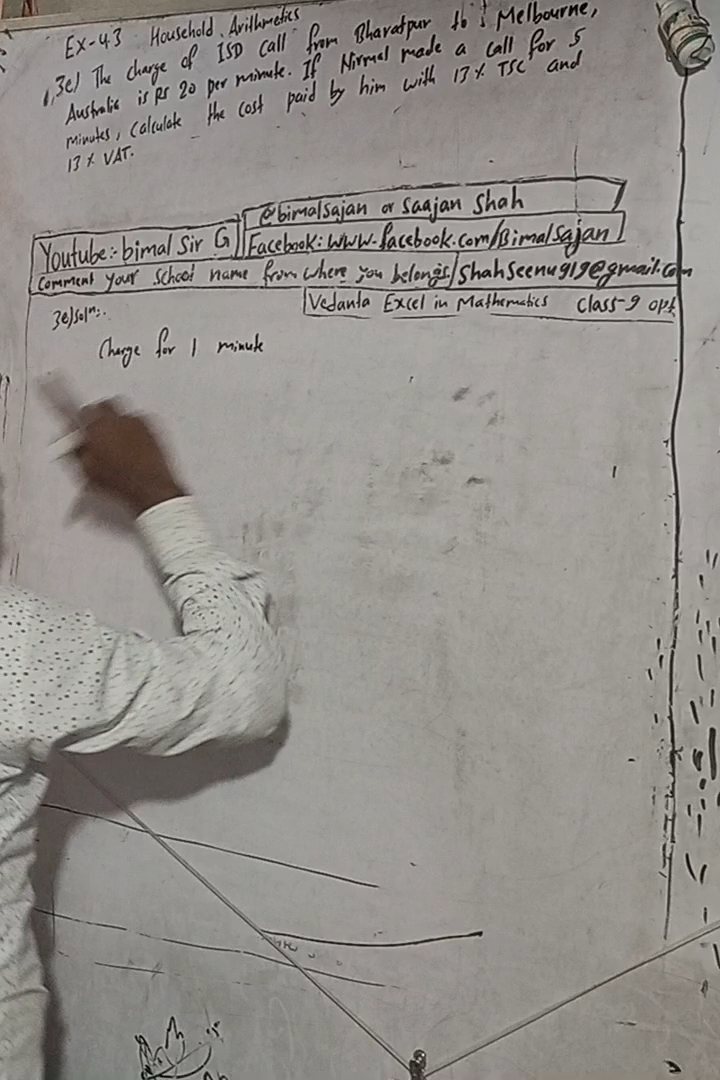 Ex-4.3 Household Arithmetics
3e) The charge of ISD call from Bharatpur to Melbourne,
Australia is Rs 20 per minute. If Nirmal made a call for 5
minutes, calculate the cost paid by him with 13% TSC and
13% VAT.
@bimalsajan or Saajan Shah
Youtube:- bimal Sir G
Facebook: www.facebook.com/Bimalsajan
Comment your School name from where you belongs
Shahseenu919@gmail.com
Vedanta Excel in Mathematics Class-9 opt
3e) Solⁿ:-
Charge for 1 minute